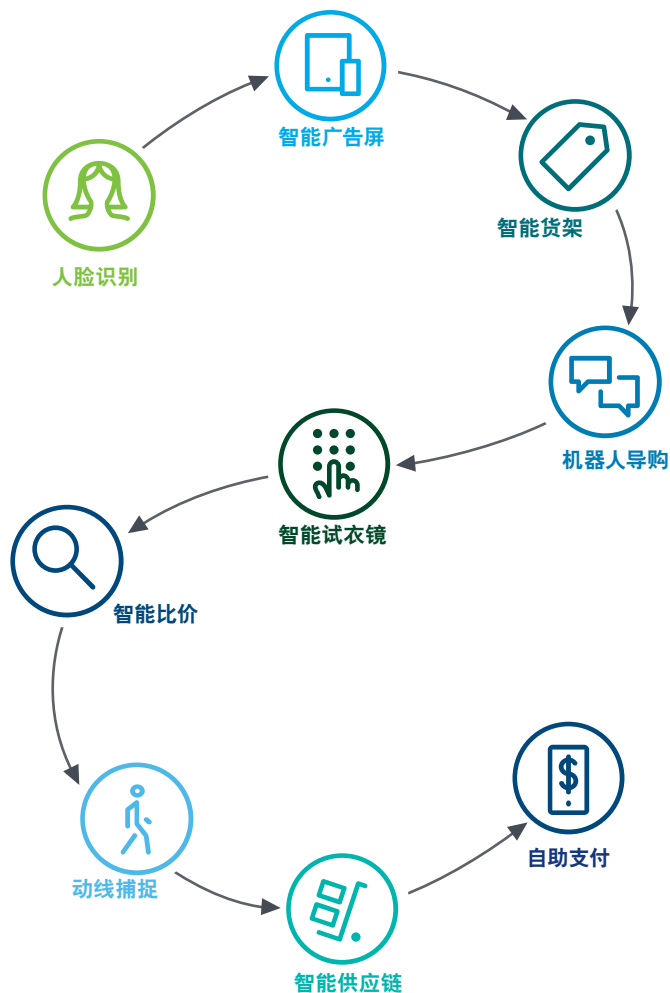 人脸识别
智能广告屏
智能货架
机器人导购
智能试衣镜
智能比价
动线捕捉
智能供应链
自助支付